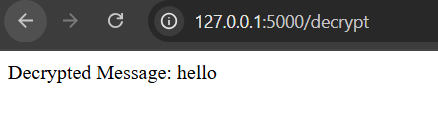 127.0.0.1:5000/decrypt
Decrypted Message: hello